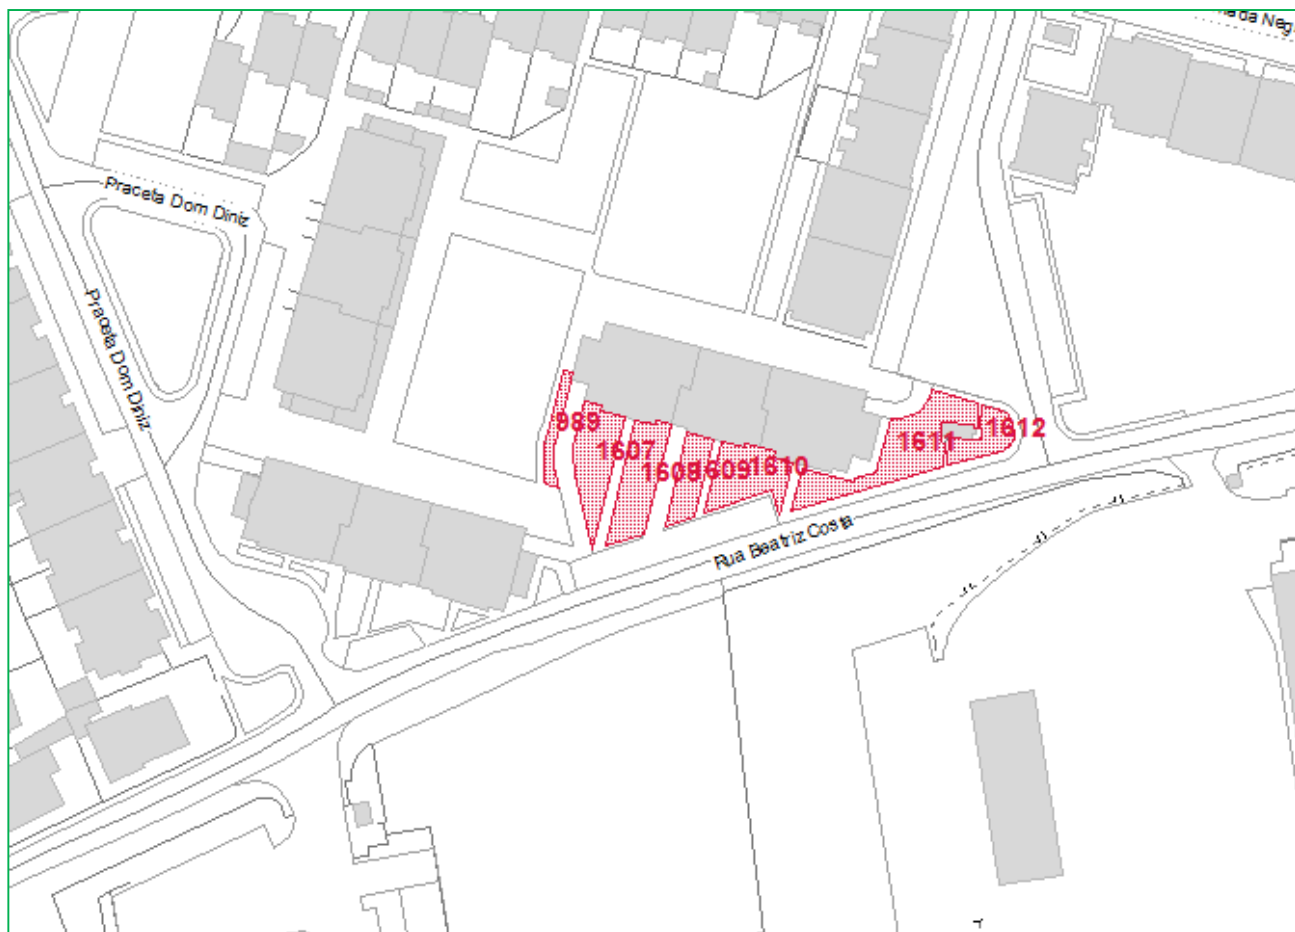 Praceta Dom Diniz
Praceta Dom Diniz
989
1607
1608
1609
1610
1611
1612
Rua Beatriz Costa